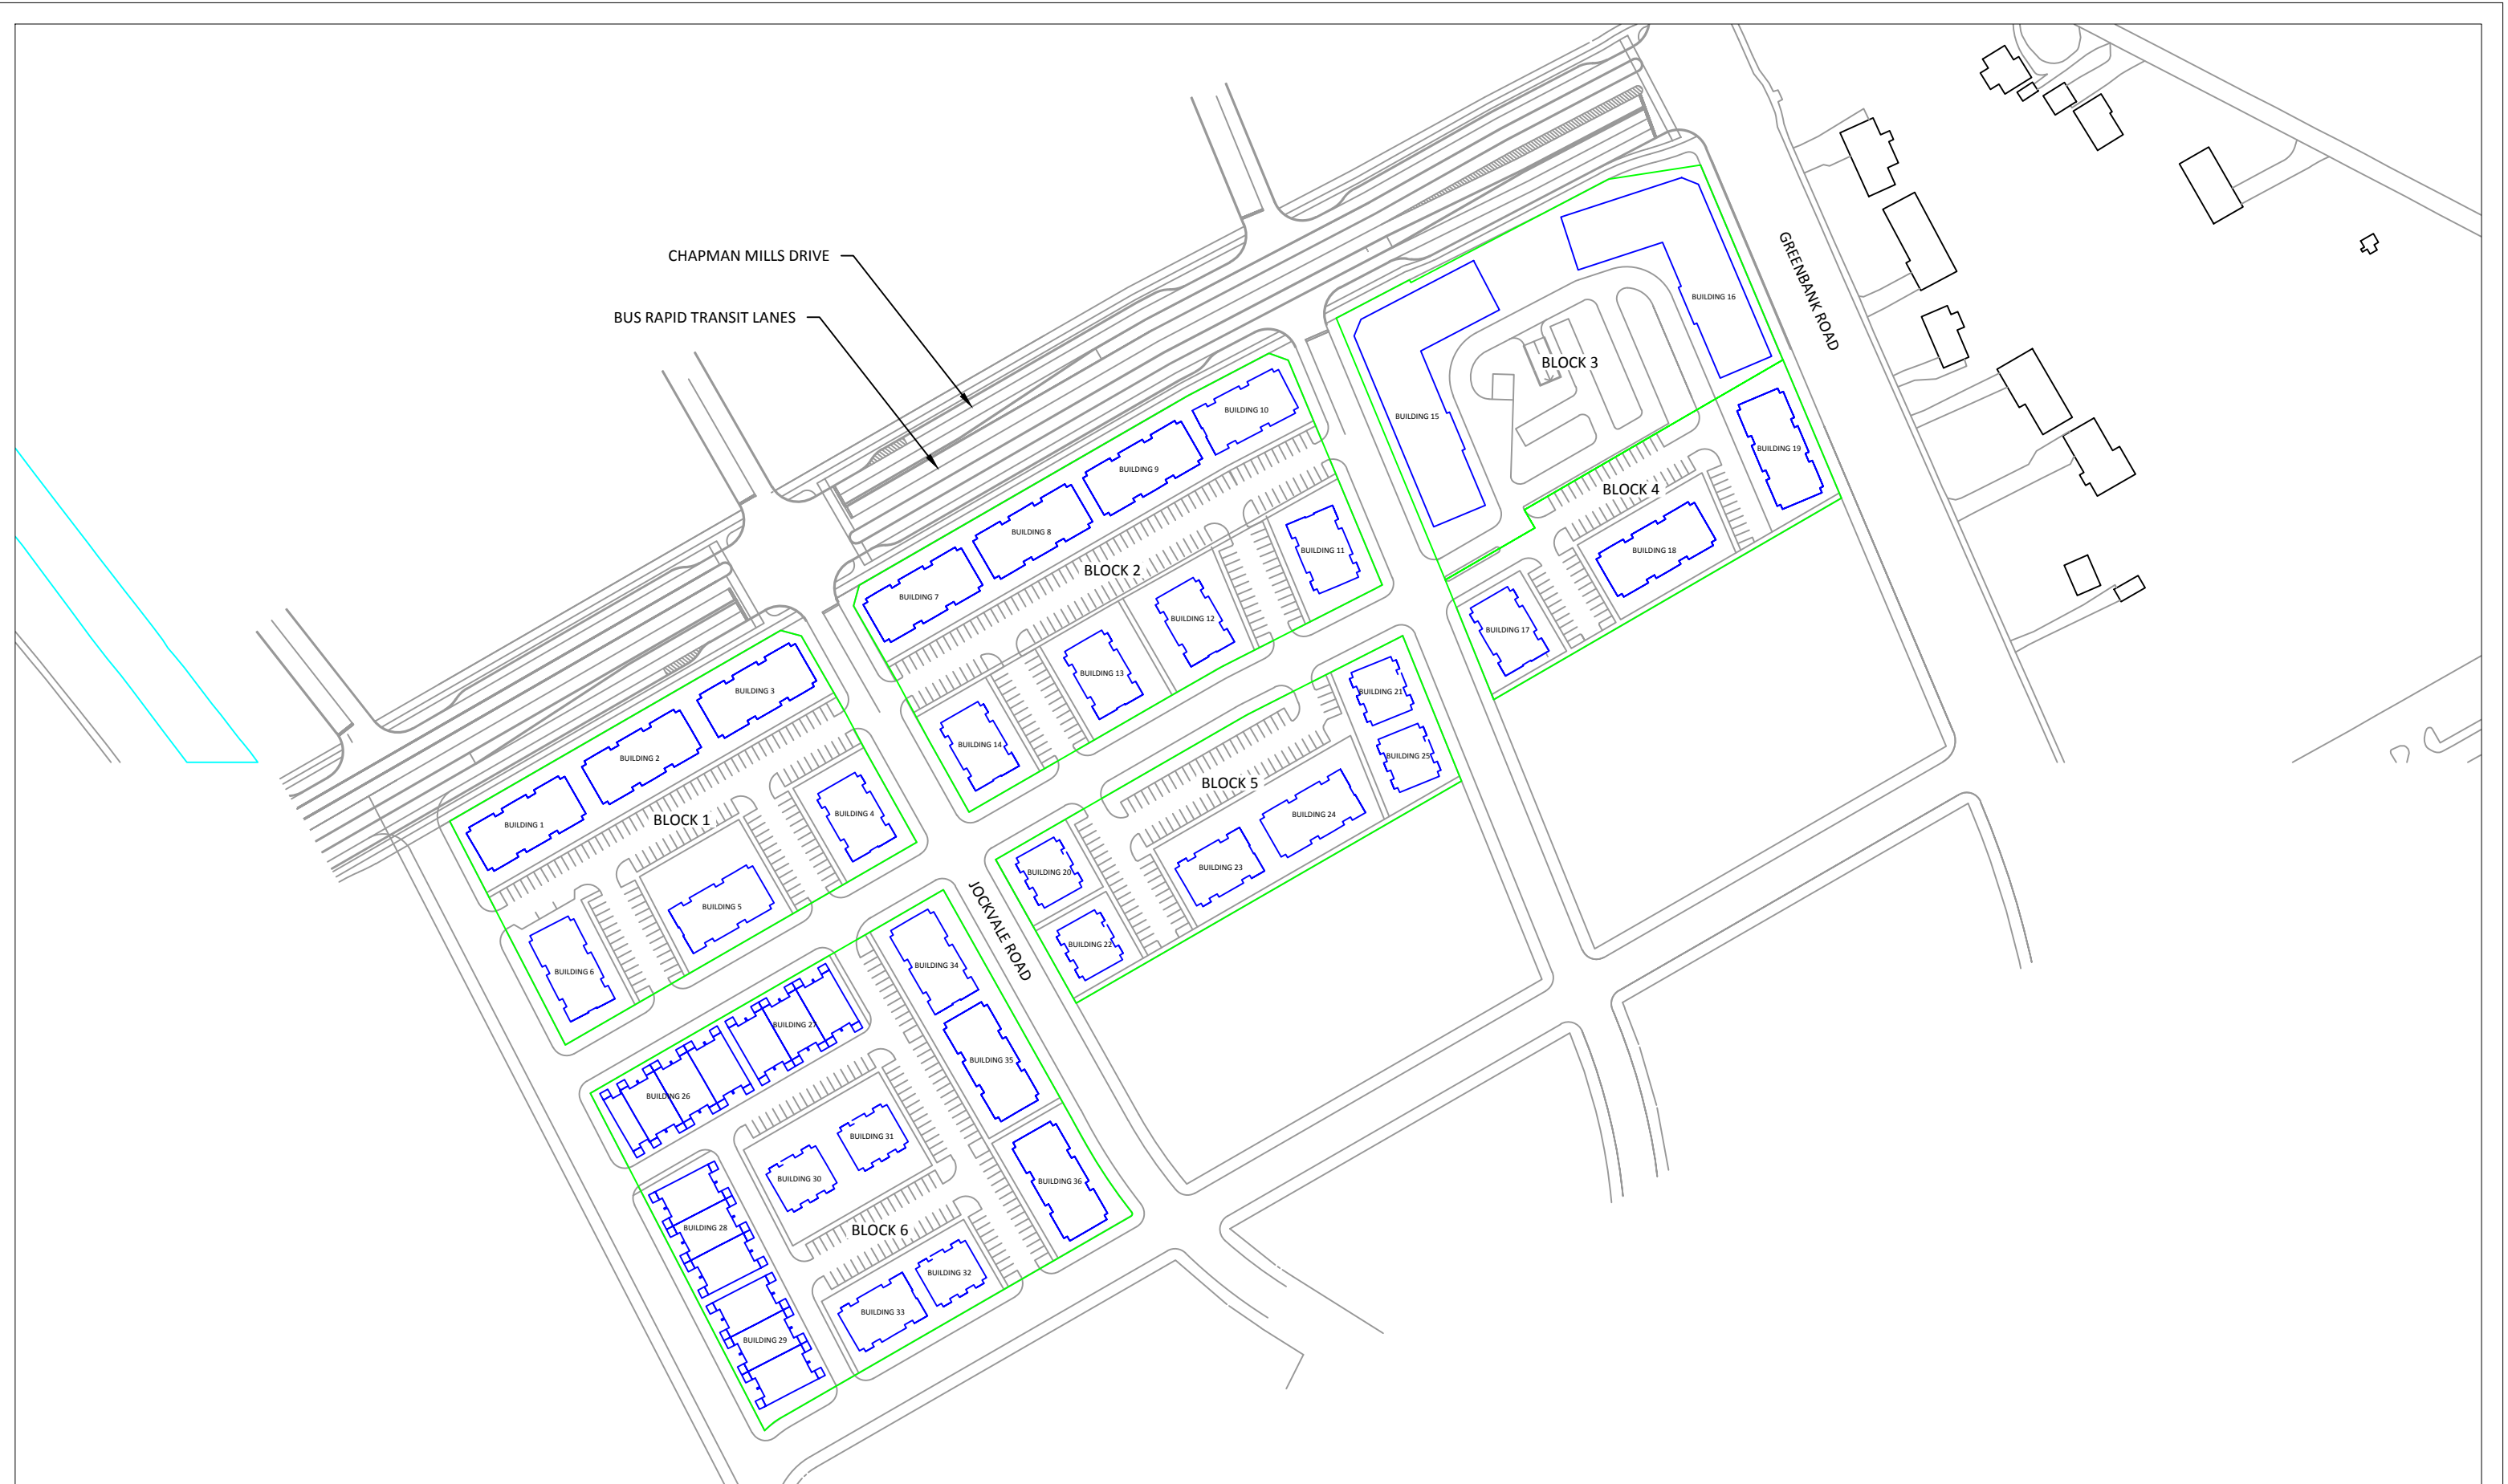 CHAPMAN MILLS DRIVE
BUS RAPID TRANSIT LANES
GREENBANK ROAD
BUILDING 16
BLOCK 3
BUILDING 10
BUILDING 15
BUILDING 19
BUILDING 9
BLOCK 4
BUILDING 8
BUILDING 11
BUILDING 18
BLOCK 2
BUILDING 7
BUILDING 12
BUILDING 17
BUILDING 13
BUILDING 3
BUILDING 21
BUILDING 14
BUILDING 25
BUILDING 2
BLOCK 5
BUILDING 4
BUILDING 24
BLOCK 1
BUILDING 1
BUILDING 23
BUILDING 20
BUILDING 5
JOCKVALE ROAD
BUILDING 22
BUILDING 34
BUILDING 6
BUILDING 27
BUILDING 35
BUILDING 26
BUILDING 31
BUILDING 30
BUILDING 36
BUILDING 28
BLOCK 6
BUILDING 32
BUILDING 33
BUILDING 29